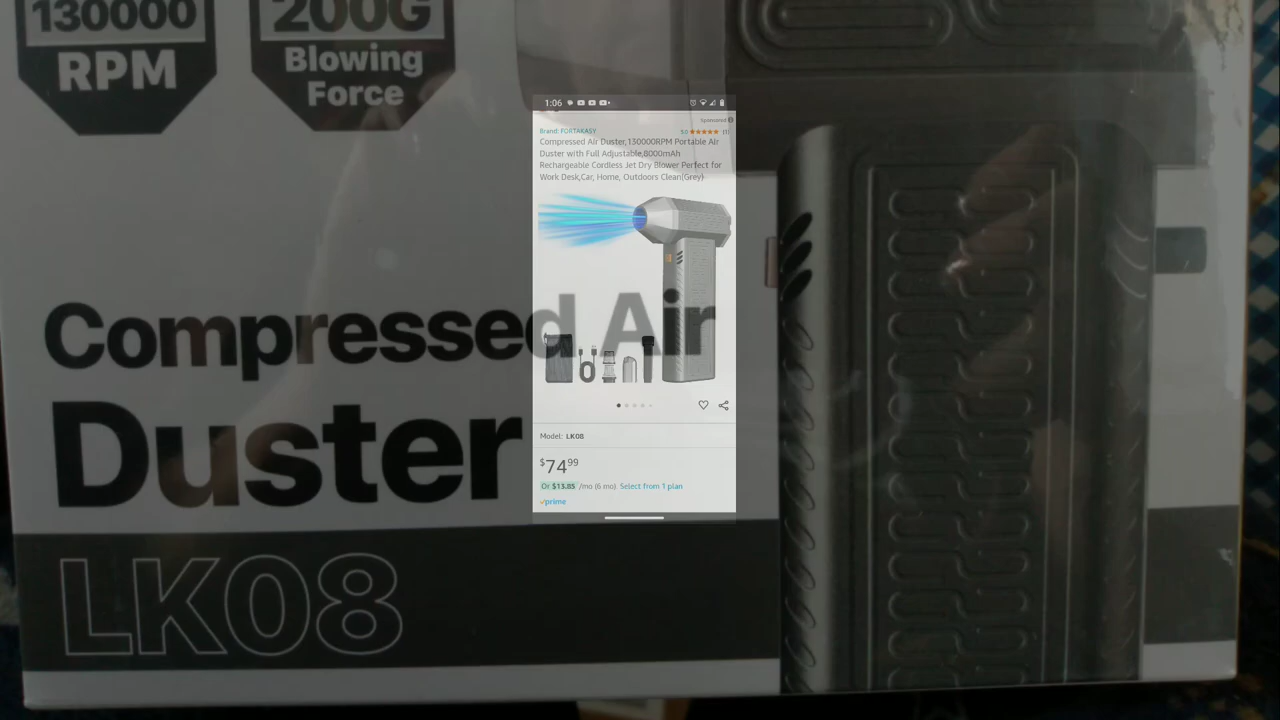 130000
RPM
200G
Blowing
Force
Compressed Air
Duster
LK08
1:06
Sponsored
Brand: FORTAKASY
5.0
(1)
Compressed Air Duster,130000RPM Portable Air
Duster with Full Adjustable,8000mAh
Rechargeable Cordless Jet Dry Blower Perfect for
Work Desk,Car, Home, Outdoors Clean(Grey)
Model: LK08
$74 99
Or $13.85 /mo (6 mo) Select from 1 plan
prime